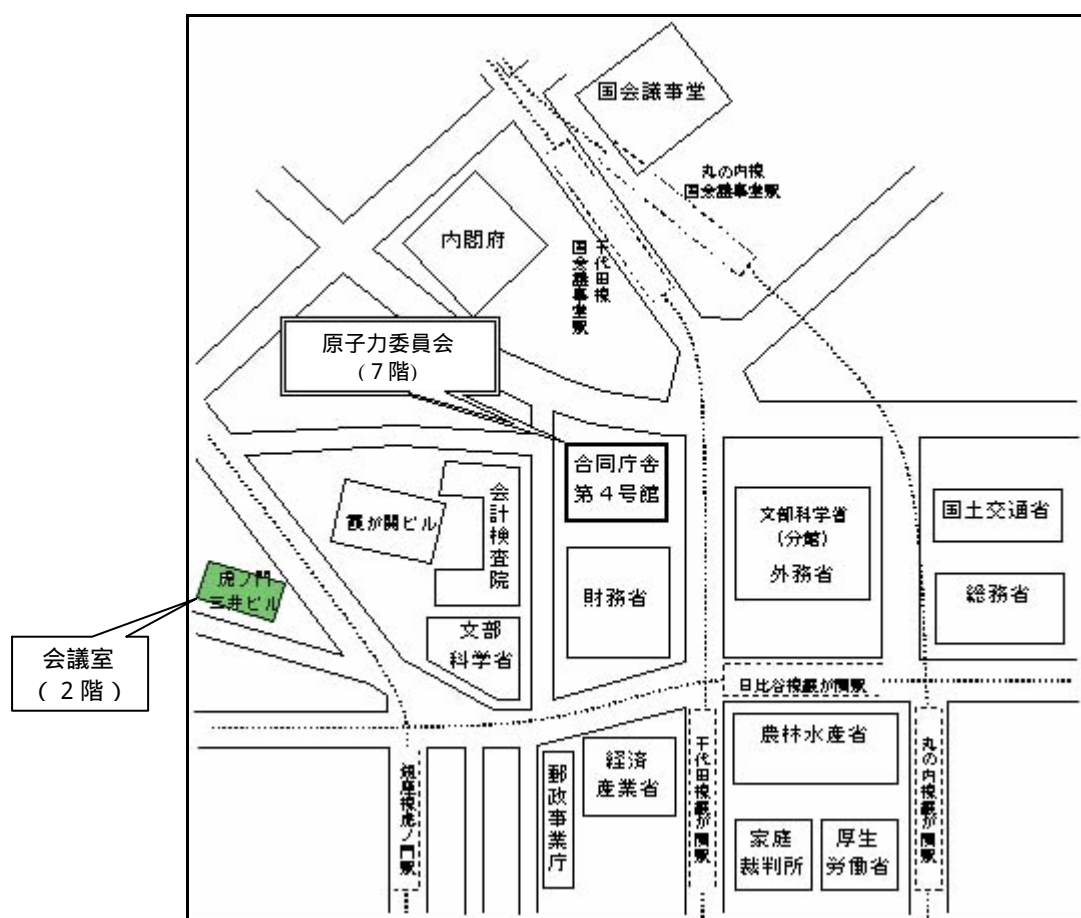 国会議事堂
丸の内線
国会議事堂駅
内閣府
千代田線
国会議事堂駅
原子力委員会
(７階)
合同庁舎
第４号館
会計検査院
霞が関ビル
文部科学省
(分館)
外務省
国土交通省
虎ノ門
三井ビル
財務省
総務省
文部
科学省
会議室
(２階)
日比谷線霞が関駅
農林水産省
経済
産業省
郵政事業庁
千代田線霞が関駅
丸の内線霞が関駅
銀座線虎ノ門駅
家庭
裁判所
厚生
労働省